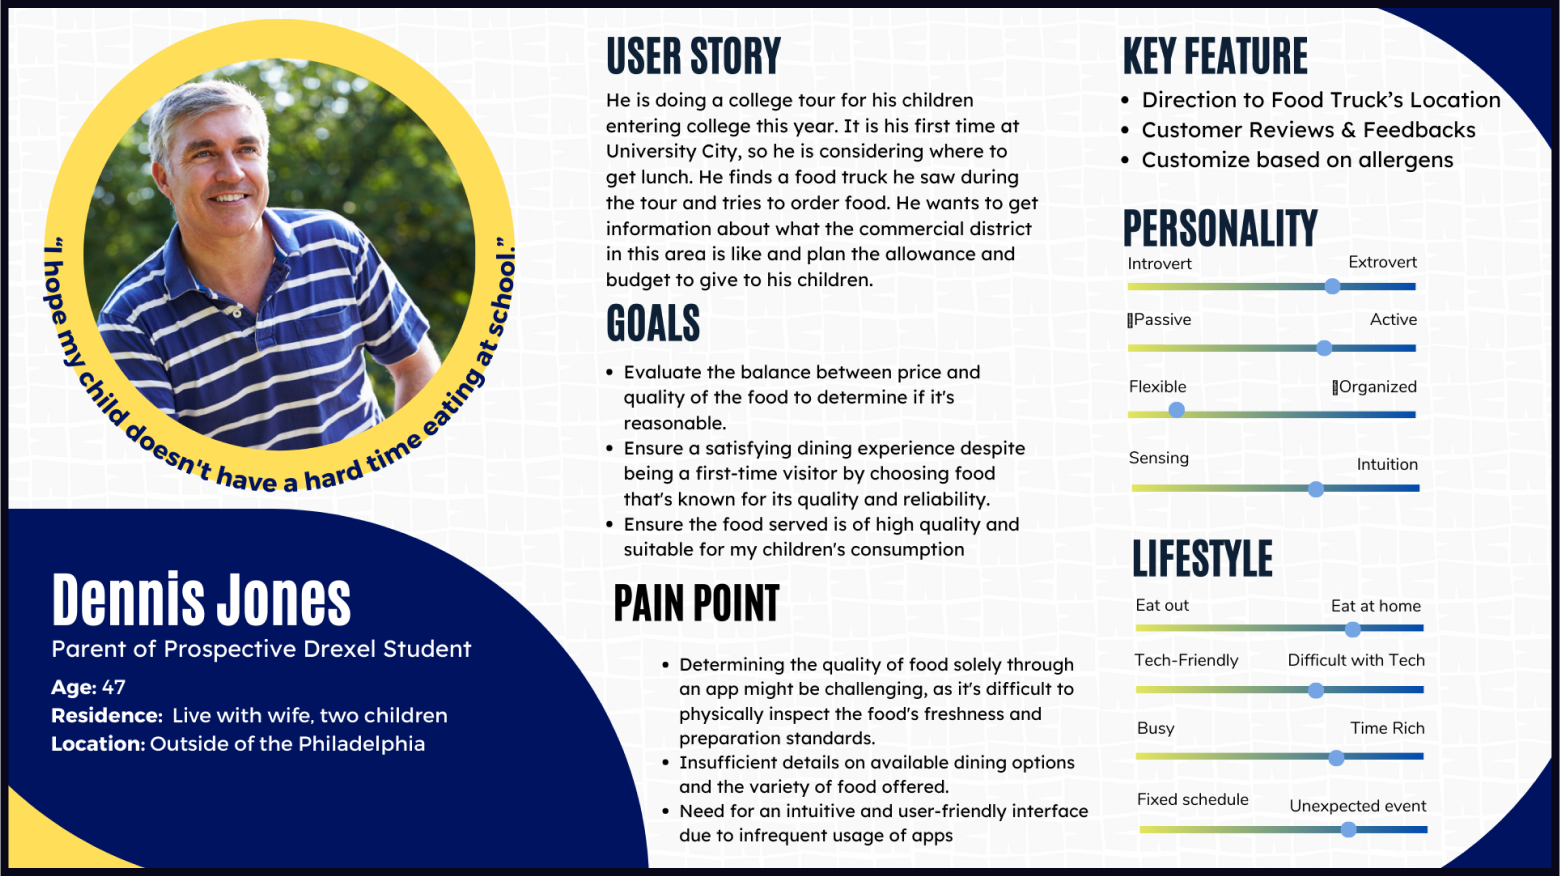 "I hope my child doesn't have a hard time eating at school."
Dennis Jones
Parent of Prospective Drexel Student
Age: 47
Residence: Live with wife, two children
Location: Outside of the Philadelphia
USER STORY
He is doing a college tour for his children
entering college this year. It is his first time at
University City, so he is considering where to
get lunch. He finds a food truck he saw during
the tour and tries to order food. He wants to get
information about what the commercial district
in this area is like and plan the allowance and
budget to give to his children.
GOALS
• Evaluate the balance between price and
quality of the food to determine if it's
reasonable.
• Ensure a satisfying dining experience despite
being a first-time visitor by choosing food
that's known for its quality and reliability.
• Ensure the food served is of high quality and
suitable for my children's consumption
PAIN POINT
• Determining the quality of food solely through
an app might be challenging, as it's difficult to
physically inspect the food's freshness and
preparation standards.
• Insufficient details on available dining options
and the variety of food offered.
• Need for an intuitive and user-friendly interface
due to infrequent usage of apps
KEY FEATURE
• Direction to Food Truck’s Location
• Customer Reviews & Feedbacks
• Customize based on allergens
PERSONALITY
Introvert Extrovert
Passive Active
Flexible Organized
Sensing Intuition
LIFESTYLE
Eat out Eat at home
Tech-Friendly Difficult with Tech
Busy Time Rich
Fixed schedule Unexpected event